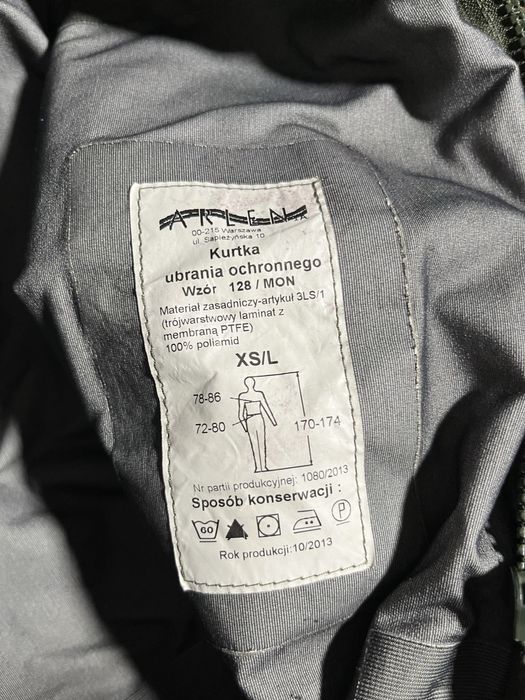 ARLEN
00-215 Warszawa
ul. Sapieżyńska 10
Kurtka
ubrania ochronnego
Wzór 128 / MON
Materiał zasadniczy-artykuł 3LS/1
(trójwarstwowy laminat z
membraną PTFE)
100% poliamid
XS/L
78-86
72-80
170-174
Nr partii produkcyjnej: 1080/2013
Sposób konserwacji :
60
P
Rok produkcji:10/2013